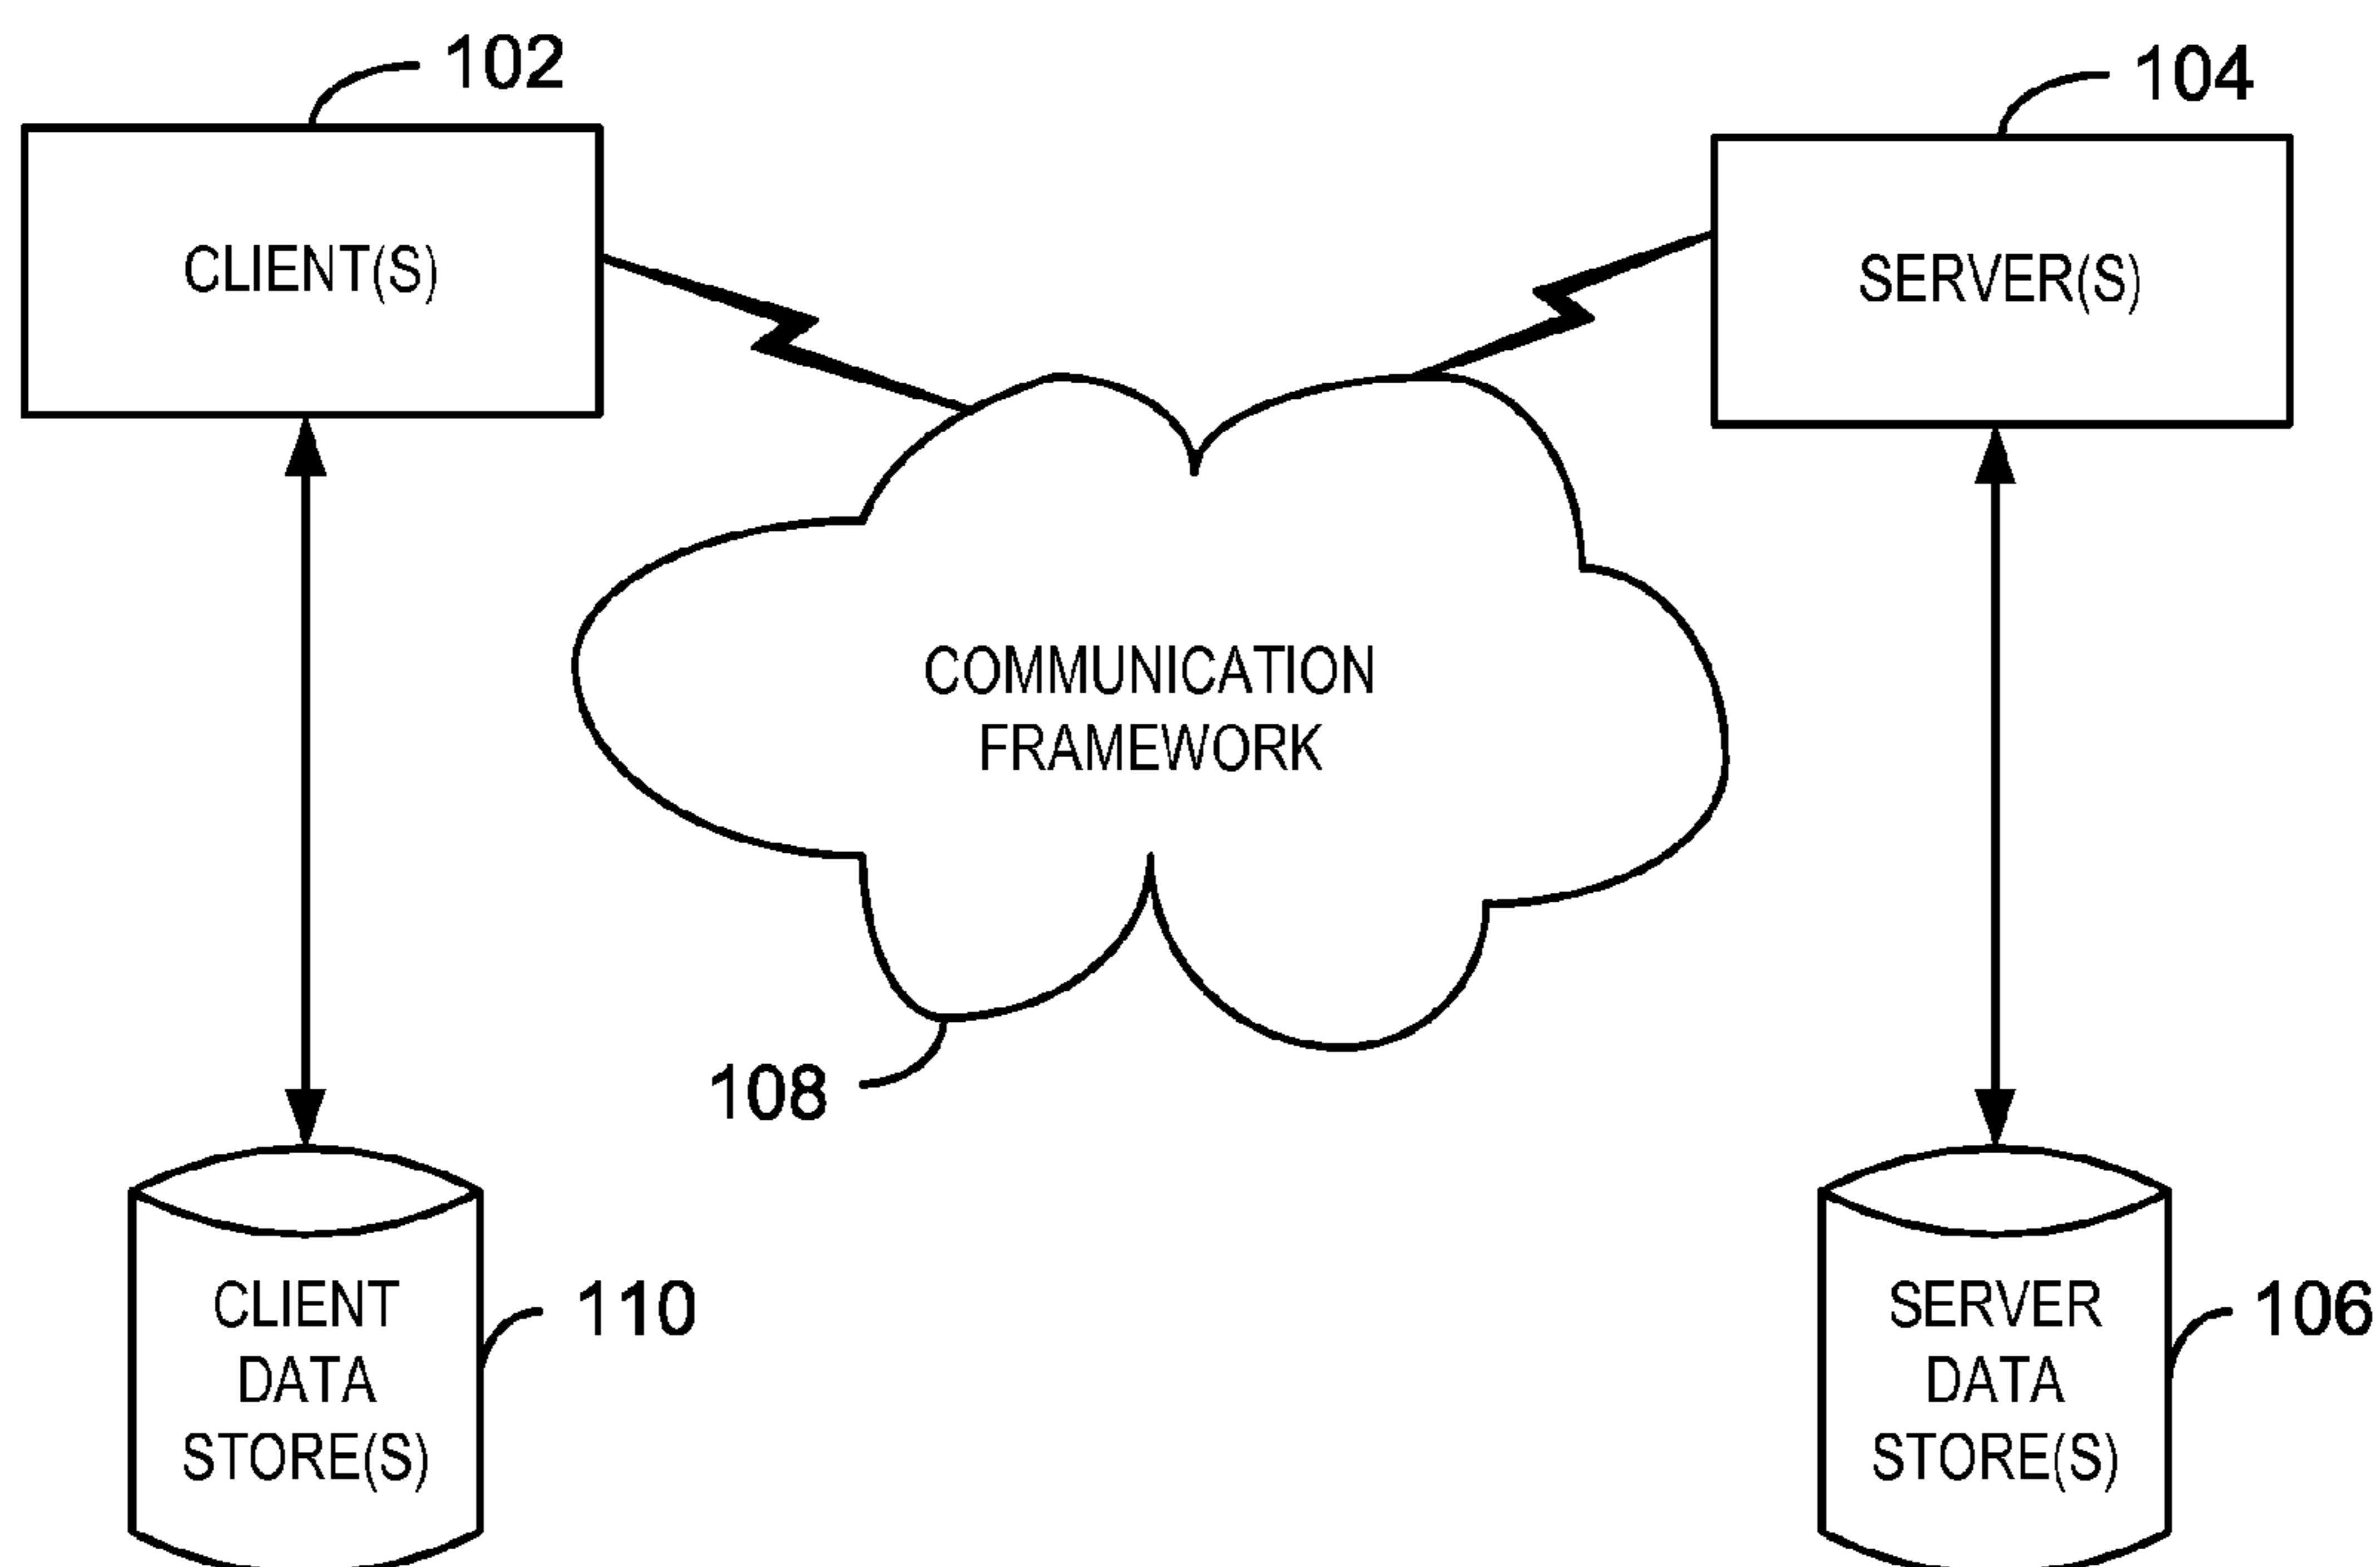 102
104
CLIENT(S)
SERVER(S)
COMMUNICATION
FRAMEWORK
108
CLIENT
DATA
STORE(S)
110
SERVER
DATA
STORE(S)
106